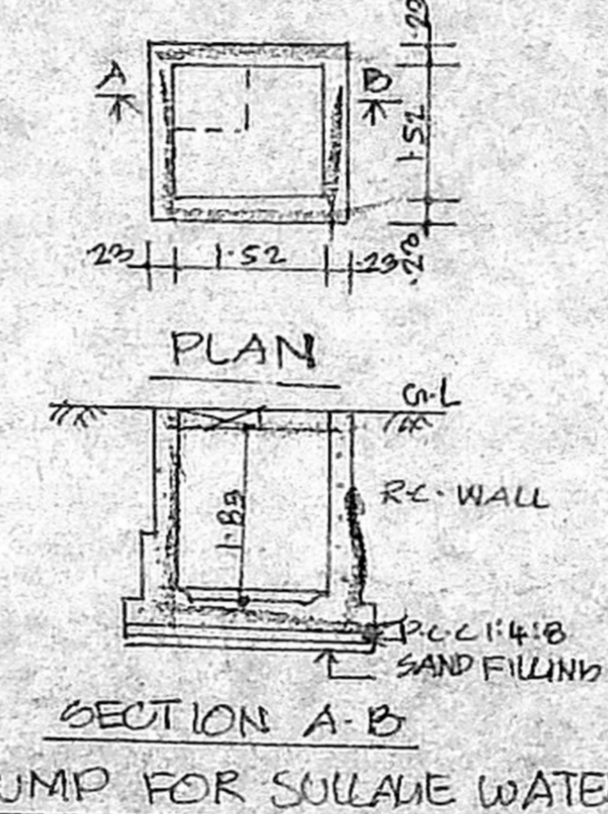 A
B
.23
1.52
.23
.23
1.52
.23
PLAN
G.L
1.83
R.C. WALL
P.C.C 1:4:8
SAND FILLING
SECTION A-B
UMP FOR SULLAGE WATE